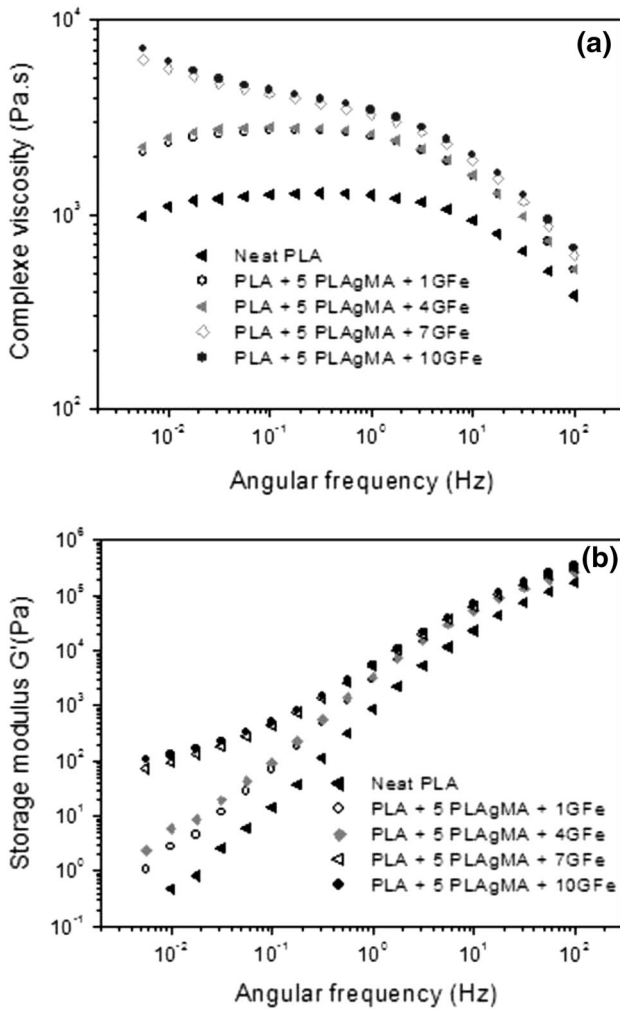 (a)
Complexe viscosity (Pa.s)
10^4
10^3
10^2
Neat PLA
PLA + 5 PLAgMA + 1GFe
PLA + 5 PLAgMA + 4GFe
PLA + 5 PLAgMA + 7GFe
PLA + 5 PLAgMA + 10GFe
10^-2 10^-1 10^0 10^1 10^2
Angular frequency (Hz)
(b)
Storage modulus G'(Pa)
10^6
10^5
10^4
10^3
10^2
10^1
10^0
10^-1
Neat PLA
PLA + 5 PLAgMA + 1GFe
PLA + 5 PLAgMA + 4GFe
PLA + 5 PLAgMA + 7GFe
PLA + 5 PLAgMA + 10GFe
10^-2 10^-1 10^0 10^1 10^2
Angular frequency (Hz)